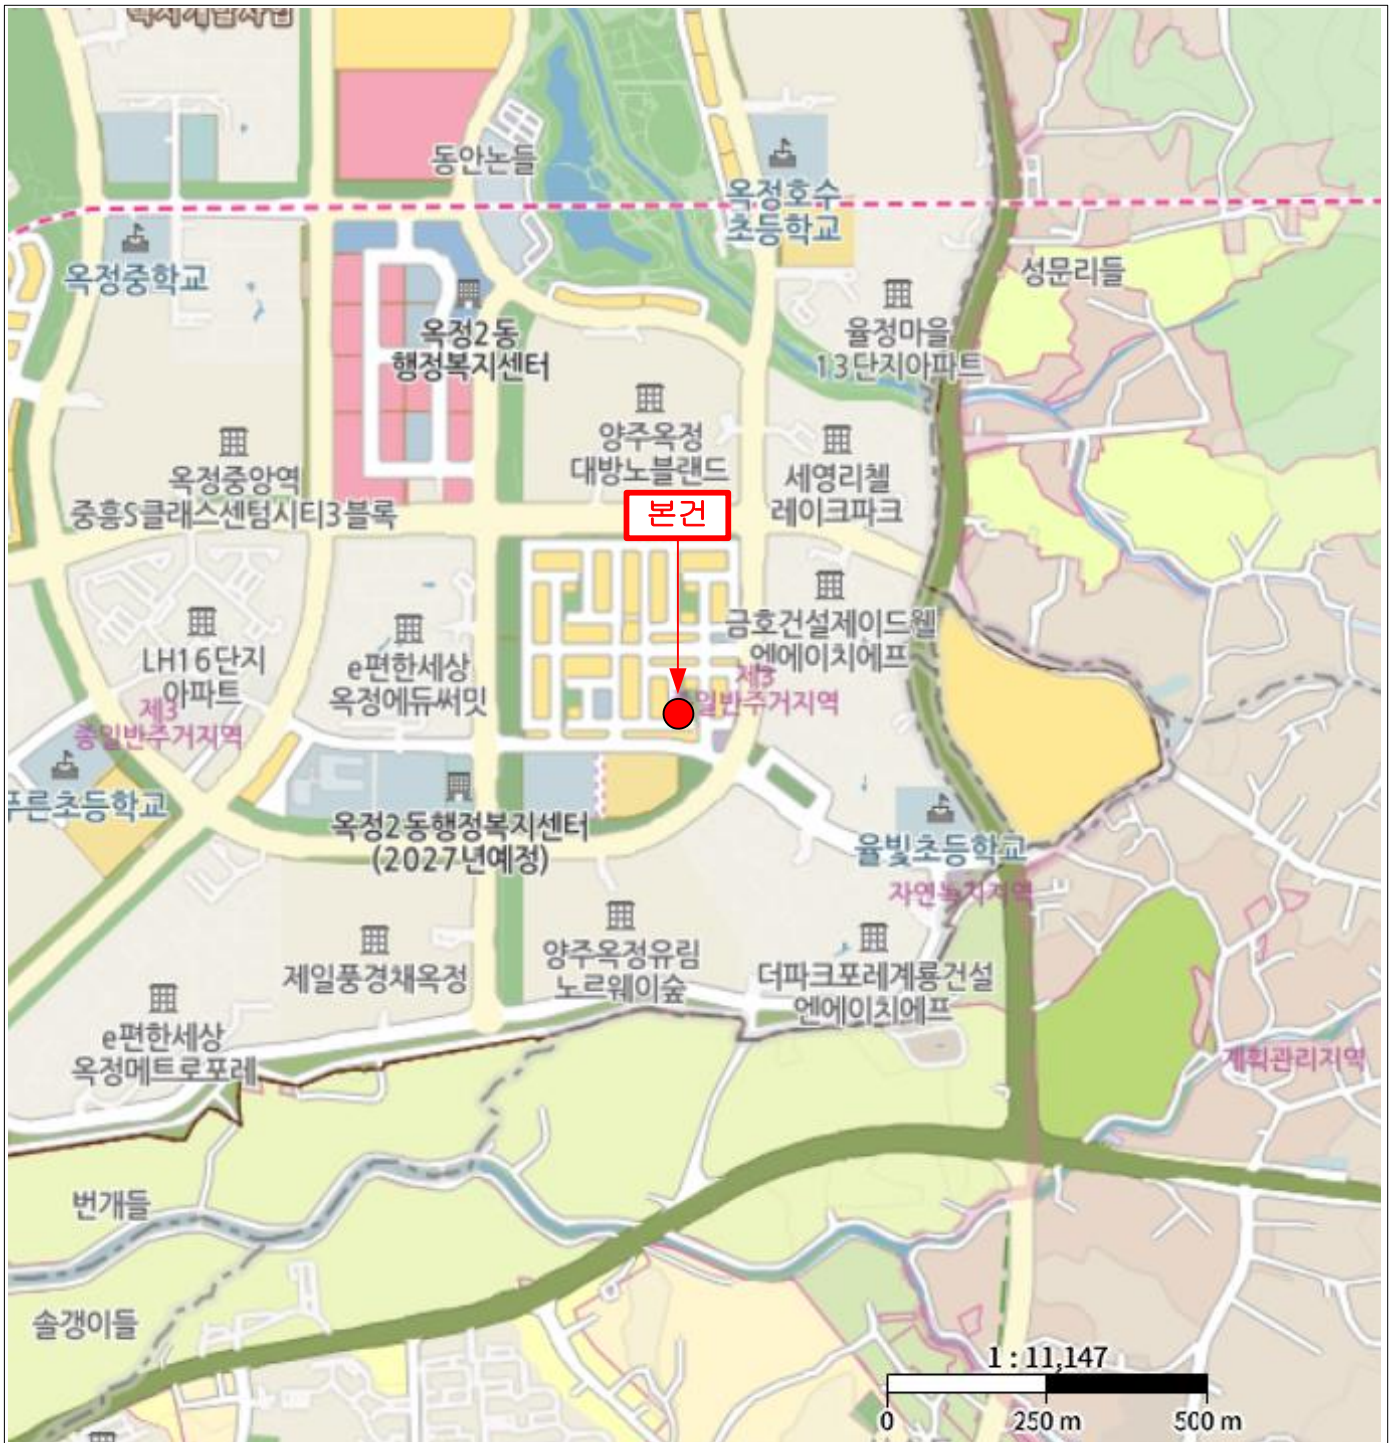 택지개발사업
동안논들
옥정호수
초등학교
옥정중학교
성문리들
옥정2동
행정복지센터
율정마을
13단지아파트
양주옥정
대방노블랜드
옥정중앙역
중흥S클래스센텀시티3블록
세영리첼
레이크파크
본건
금호건설제이드웰
엔에이치에프
LH16단지
아파트
e편한세상
옥정에듀써밋
제3
종일반주거지역
제3
일반주거지역
푸른초등학교
옥정2동행정복지센터
(2027년예정)
율빛초등학교
자연녹지지역
제일풍경채옥정
양주옥정유림
노르웨이숲
더파크포레계룡건설
엔에이치에프
e편한세상
옥정메트로포레
계획관리지역
번개들
솔갱이들
1 : 11,147
0 250 m 500 m